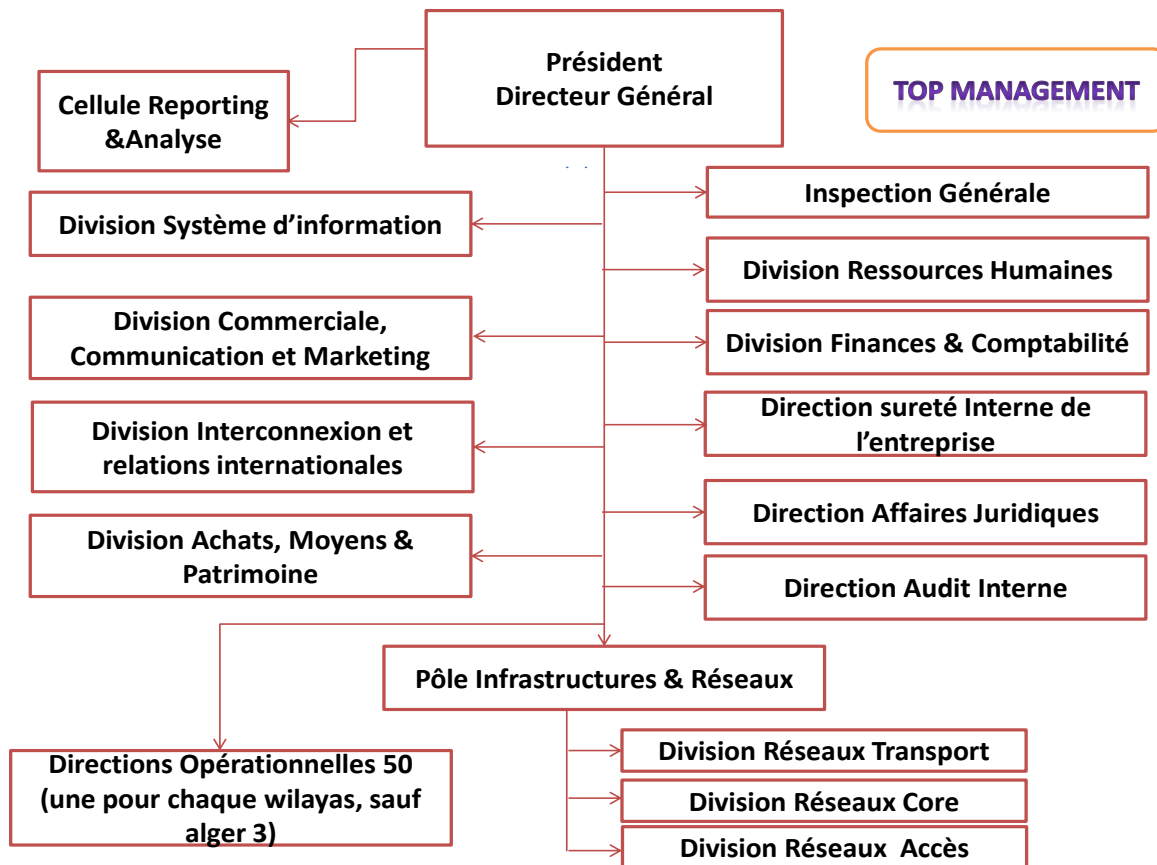 Président
Directeur Général
TOP MANAGEMENT
Cellule Reporting
&Analyse
Inspection Générale
Division Système d’information
Division Ressources Humaines
Division Commerciale,
Communication et Marketing
Division Finances & Comptabilité
Direction sureté Interne de
l’entreprise
Division Interconnexion et
relations internationales
Direction Affaires Juridiques
Division Achats, Moyens &
Patrimoine
Direction Audit Interne
Pôle Infrastructures & Réseaux
Directions Opérationnelles 50
(une pour chaque wilayas, sauf
alger 3)
Division Réseaux Transport
Division Réseaux Core
Division Réseaux  Accès